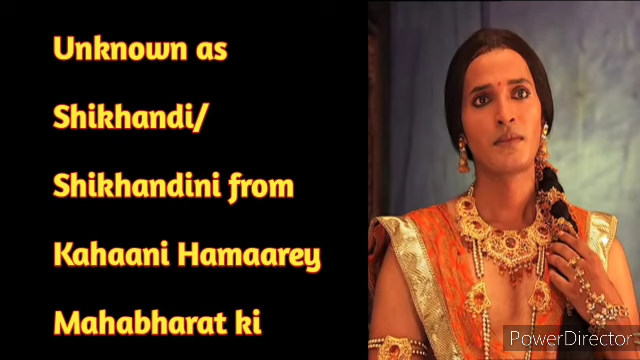 Unknown as
Shikhandi/
Shikhandini from
Kahaani Hamaarey
Mahabharat ki
PowerDirector